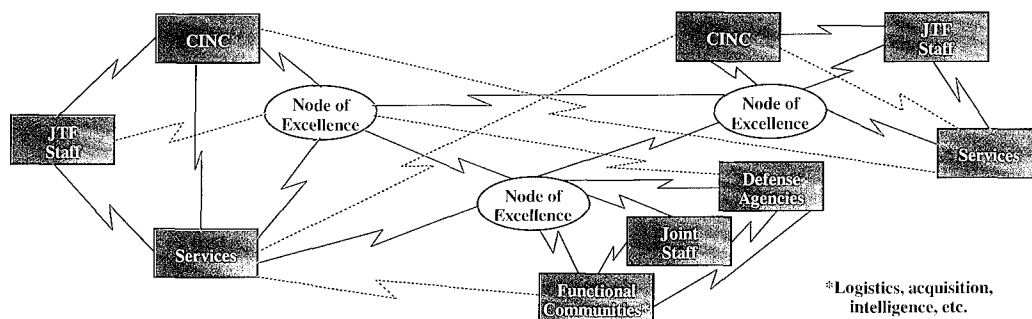 CINC
CINC
JTF
Staff
Node of
Excellence
Node of
Excellence
JTF
Staff
Services
Defense
Agencies
Node of
Excellence
Joint
Staff
Services
Functional
Communities*
*Logistics, acquisition,
intelligence, etc.